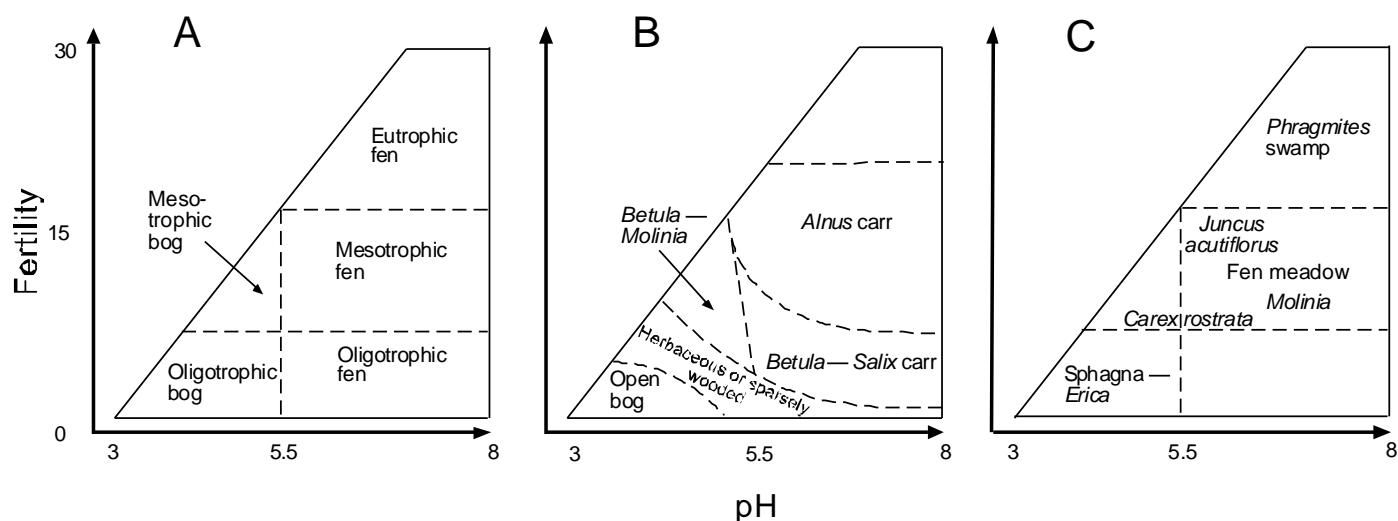 A
B
C
30
15
0
Fertility
Eutrophic
fen
Meso-
trophic
bog
Mesotrophic
fen
Oligotrophic
bog
Oligotrophic
fen
3
5.5
8
Betula —
Molinia
Alnus carr
Betula — Salix carr
Herbaceous or sparsely
wooded
Open
bog
3
5.5
8
Phragmites
swamp
Juncus
acutiflorus
Fen meadow
Molinia
Carex rostrata
Sphagna —
Erica
3
5.5
8
pH